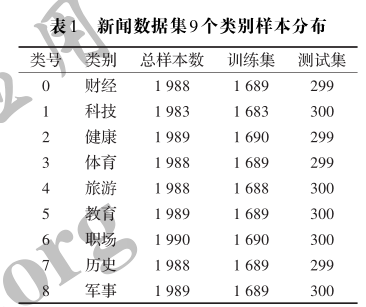 表1 新闻数据集9个类别样本分布
类号 类别 总样本数 训练集 测试集
0 财经 1 988 1 689 299
1 科技 1 983 1 683 300
2 健康 1 989 1 690 299
3 体育 1 988 1 689 299
4 旅游 1 988 1 688 300
5 教育 1 989 1 689 300
6 职场 1 990 1 690 300
7 历史 1 988 1 689 299
8 军事 1 989 1 689 300
用
org